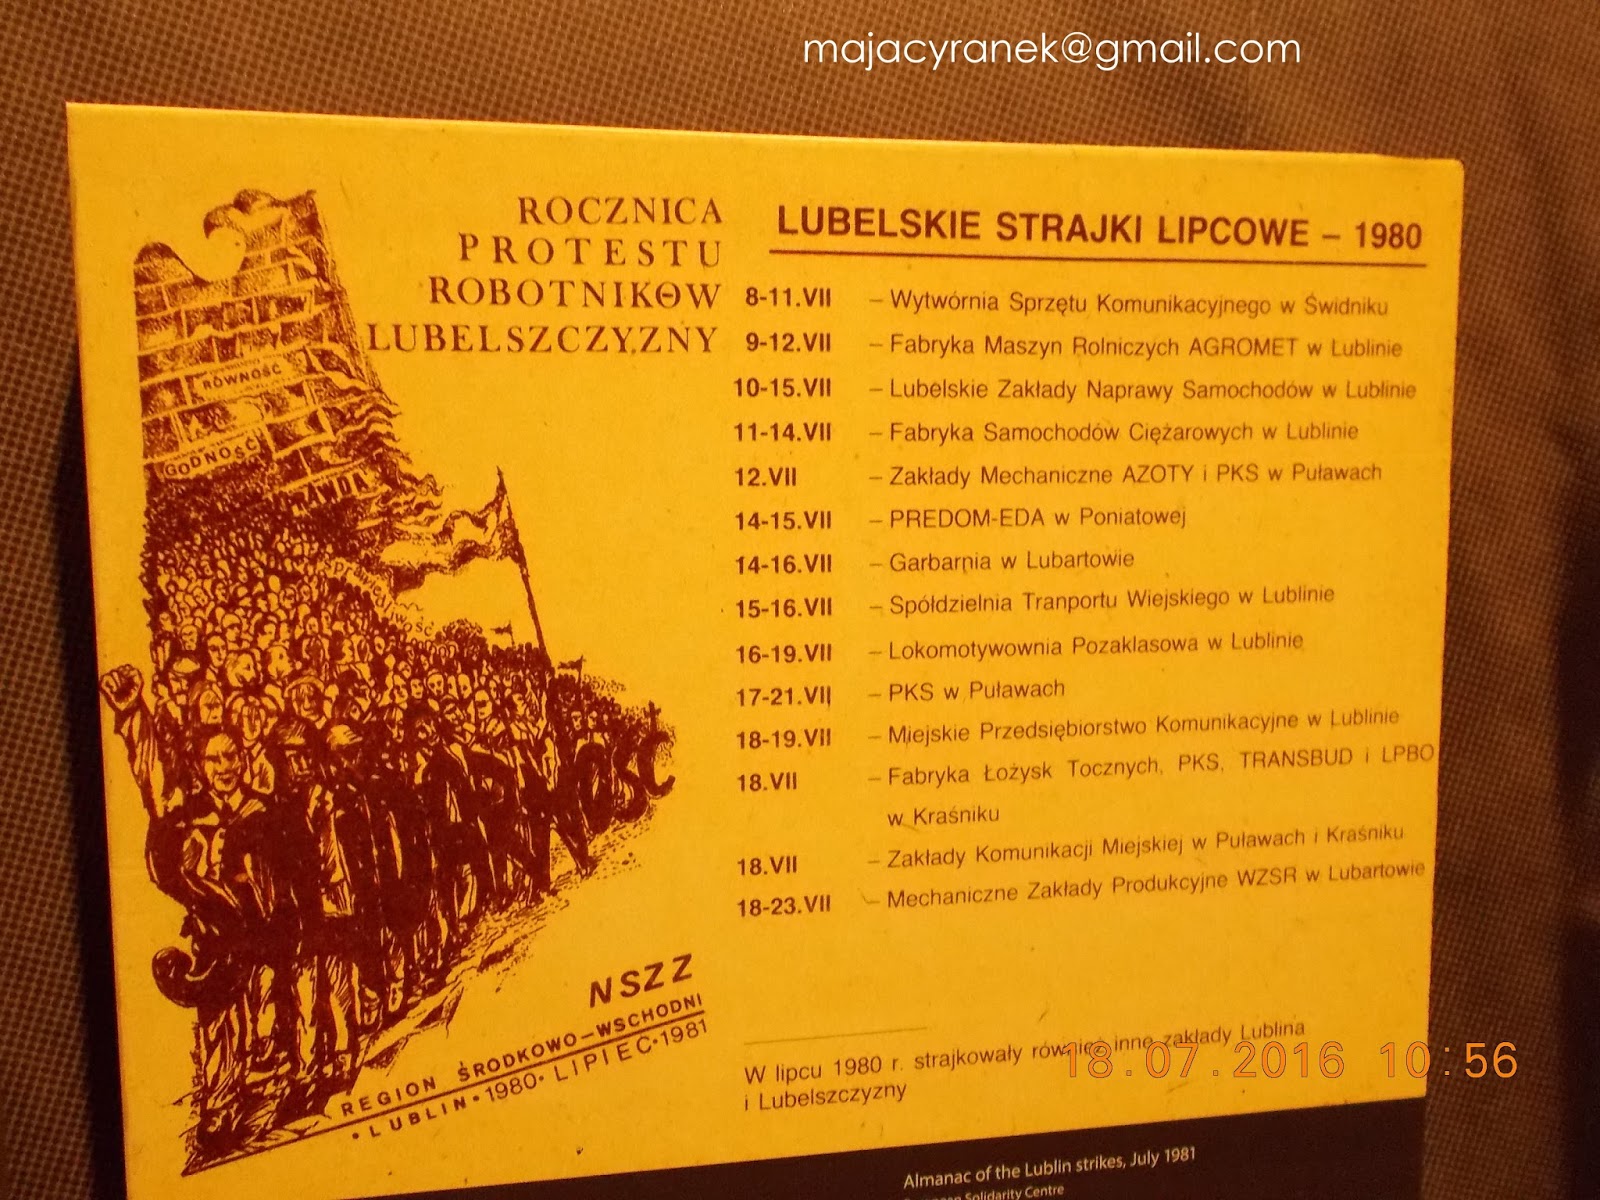 majacyranek@gmail.com
ROCZNICA
PROTESTU
ROBOTNIKÓW
LUBELSZCZYZNY
RÓWNOŚĆ
GODNOŚĆ
PRAWDA
Sprawiedliwość
SOLIDARNOŚĆ
NSZZ
REGION ŚRODKOWO-WSCHODNI
• LUBLIN • 1980 • LIPIEC • 1981
LUBELSKIE STRAJKI LIPCOWE – 1980
8-11.VII – Wytwórnia Sprzętu Komunikacyjnego w Świdniku
9-12.VII – Fabryka Maszyn Rolniczych AGROMET w Lublinie
10-15.VII – Lubelskie Zakłady Naprawy Samochodów w Lublinie
11-14.VII – Fabryka Samochodów Ciężarowych w Lublinie
12.VII – Zakłady Mechaniczne AZOTY i PKS w Puławach
14-15.VII – PREDOM-EDA w Poniatowej
14-16.VII – Garbarnia w Lubartowie
15-16.VII – Spółdzielnia Tranportu Wiejskiego w Lublinie
16-19.VII – Lokomotywownia Pozaklasowa w Lublinie
17-21.VII – PKS w Puławach
18-19.VII – Miejskie Przedsiębiorstwo Komunikacyjne w Lublinie
18.VII – Fabryka Łożysk Tocznych, PKS, TRANSBUD i LPBO
w Kraśniku
18.VII – Zakłady Komunikacji Miejskiej w Puławach i Kraśniku
18-23.VII – Mechaniczne Zakłady Produkcyjne WZSR w Lubartowie
W lipcu 1980 r. strajkowały również inne zakłady Lublina
i Lubelszczyzny
18.07.2016 10:56
Almanac of the Lublin strikes, July 1981
European Solidarity Centre